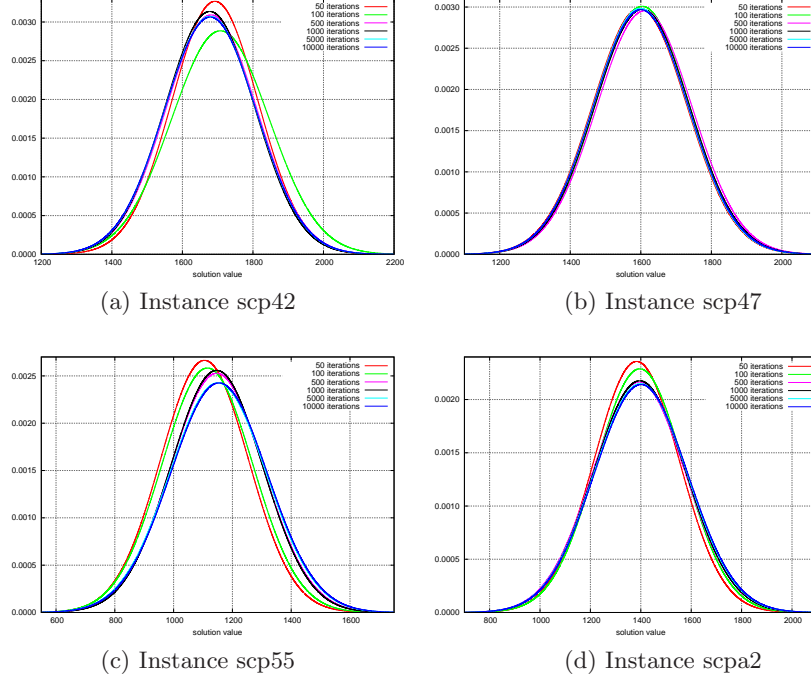 50 iterations
100 iterations
500 iterations
1000 iterations
5000 iterations
10000 iterations
0.0030
0.0025
0.0020
0.0015
0.0010
0.0005
0.0000
1200 1400 1600 1800 2000 2200
solution value
(a) Instance scp42
50 iterations
100 iterations
500 iterations
1000 iterations
5000 iterations
10000 iterations
0.0030
0.0025
0.0020
0.0015
0.0010
0.0005
0.0000
1200 1400 1600 1800 2000
solution value
(b) Instance scp47
50 iterations
100 iterations
500 iterations
1000 iterations
5000 iterations
10000 iterations
0.0025
0.0020
0.0015
0.0010
0.0005
0.0000
600 800 1000 1200 1400 1600
solution value
(c) Instance scp55
50 iterations
100 iterations
500 iterations
1000 iterations
5000 iterations
10000 iterations
0.0020
0.0015
0.0010
0.0005
0.0000
800 1000 1200 1400 1600 1800 2000
solution value
(d) Instance scpa2